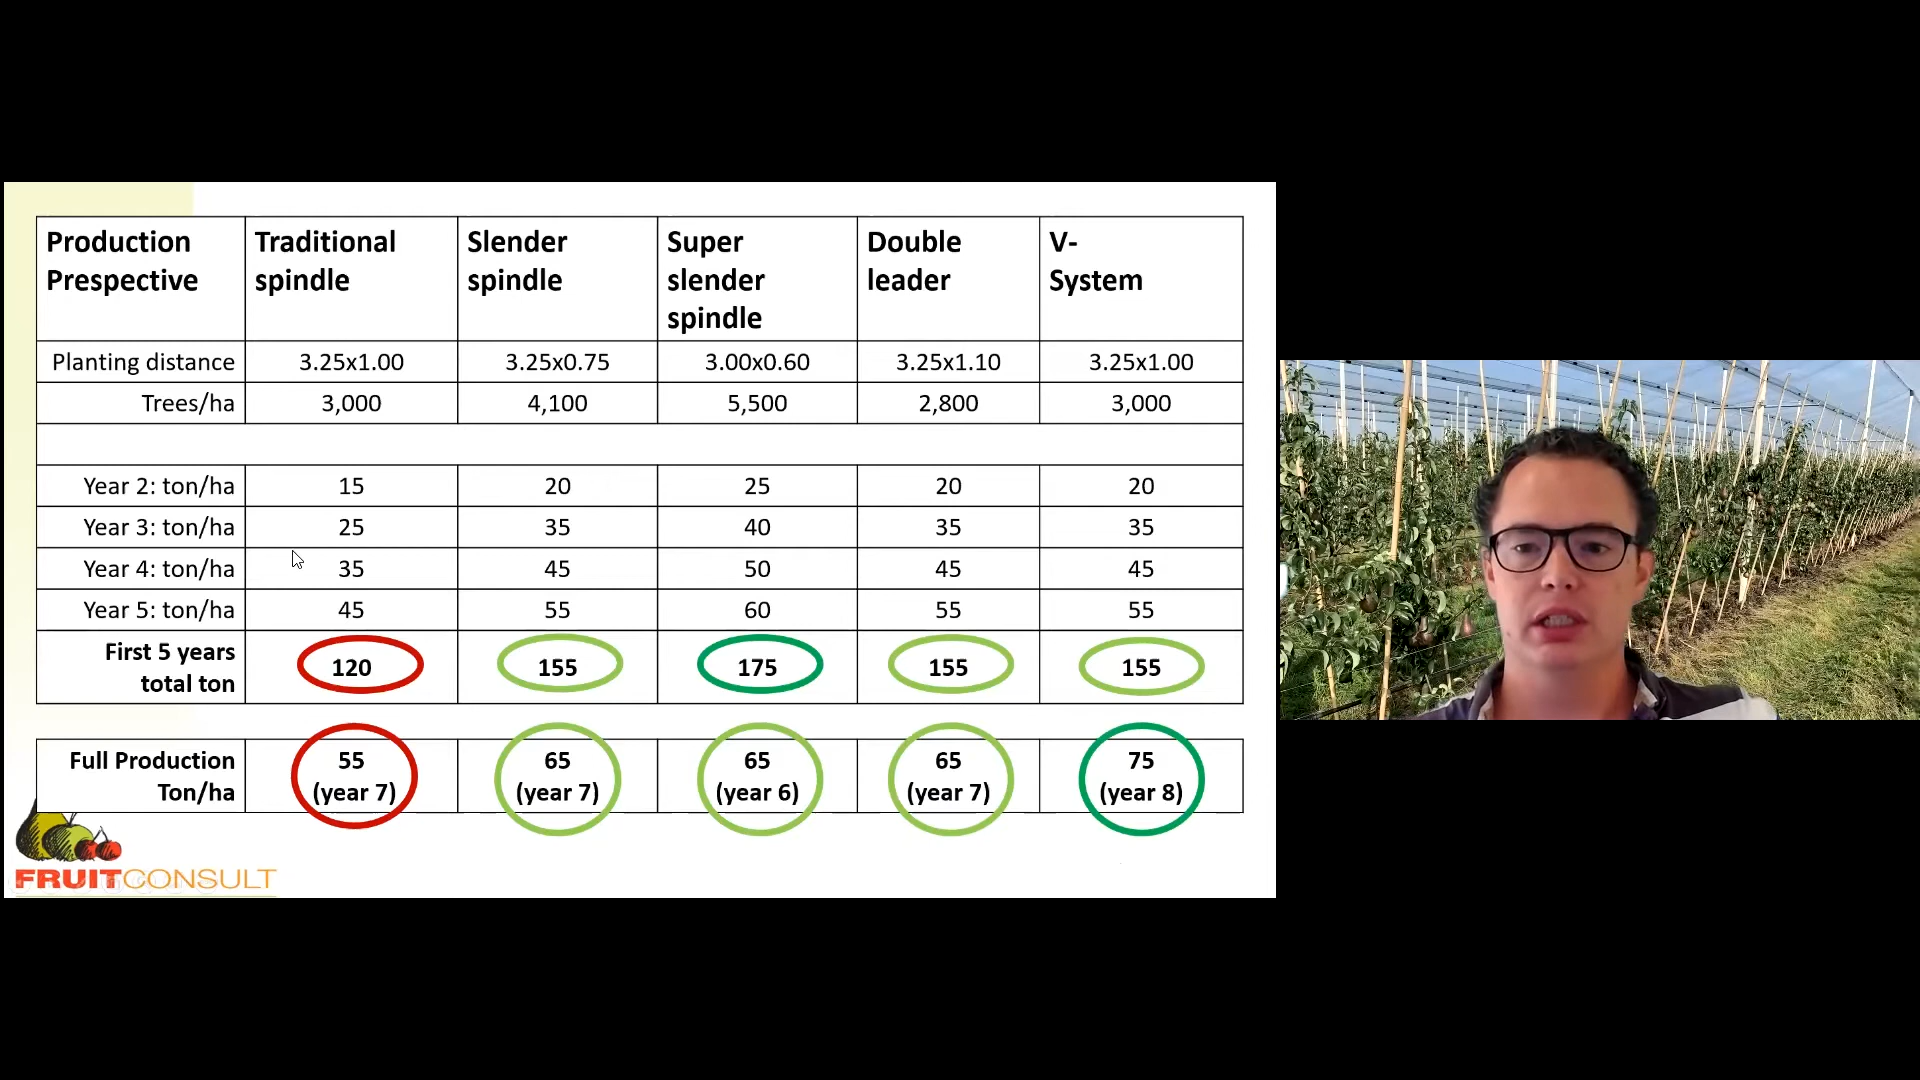 Production Prespective Traditional spindle Slender spindle Super slender spindle Double leader V-System
Planting distance 3.25x1.00 3.25x0.75 3.00x0.60 3.25x1.10 3.25x1.00
Trees/ha 3,000 4,100 5,500 2,800 3,000
Year 2: ton/ha 15 20 25 20 20
Year 3: ton/ha 25 35 40 35 35
Year 4: ton/ha 35 45 50 45 45
Year 5: ton/ha 45 55 60 55 55
First 5 years total ton 120 155 175 155 155
Full Production Ton/ha 55 (year 7) 65 (year 7) 65 (year 6) 65 (year 7) 75 (year 8)
FRUITCONSULT